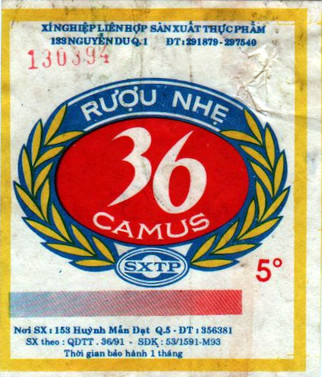 XÍ NGHIỆP LIÊN HỢP SẢN XUẤT THỰC PHẨM
133 NGUYỄN DU Q.1 ĐT: 291879 - 297540
130394
RƯỢU NHẸ
36
CAMUS
SXTP
5°
Nơi SX : 153 Huỳnh Mẫn Đạt Q.5 - ĐT : 356381
SX theo : QĐTT . 36/91 - SĐK : 53/1591-M93
Thời gian bảo hành 1 tháng